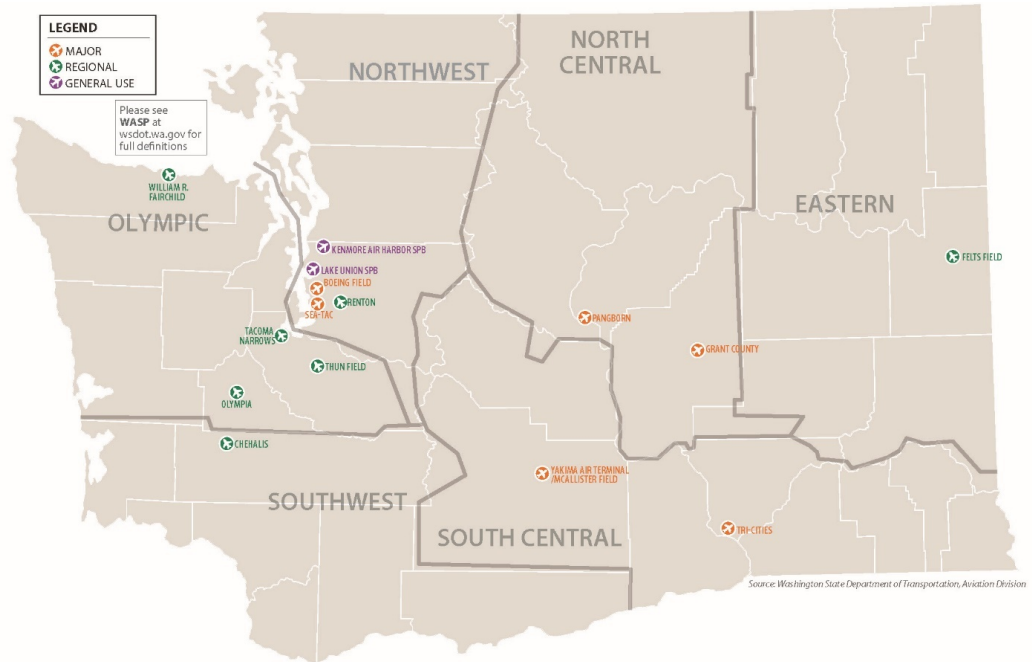 LEGEND
MAJOR
REGIONAL
GENERAL USE
Please see
WASP at
wsdot.wa.gov for
full definitions
NORTHWEST
NORTH
CENTRAL
WILLIAM R.
FAIRCHILD
OLYMPIC
EASTERN
KENMORE AIR HARBOR SPB
LAKE UNION SPB
BOEING FIELD
SEA-TAC
RENTON
FELTS FIELD
PANGBORN
TACOMA
NARROWS
GRANT COUNTY
THUN FIELD
OLYMPIA
CHEHALIS
YAKIMA AIR TERMINAL
/MCALLISTER FIELD
SOUTHWEST
SOUTH CENTRAL
TRI-CITIES
Source: Washington State Department of Transportation, Aviation Division